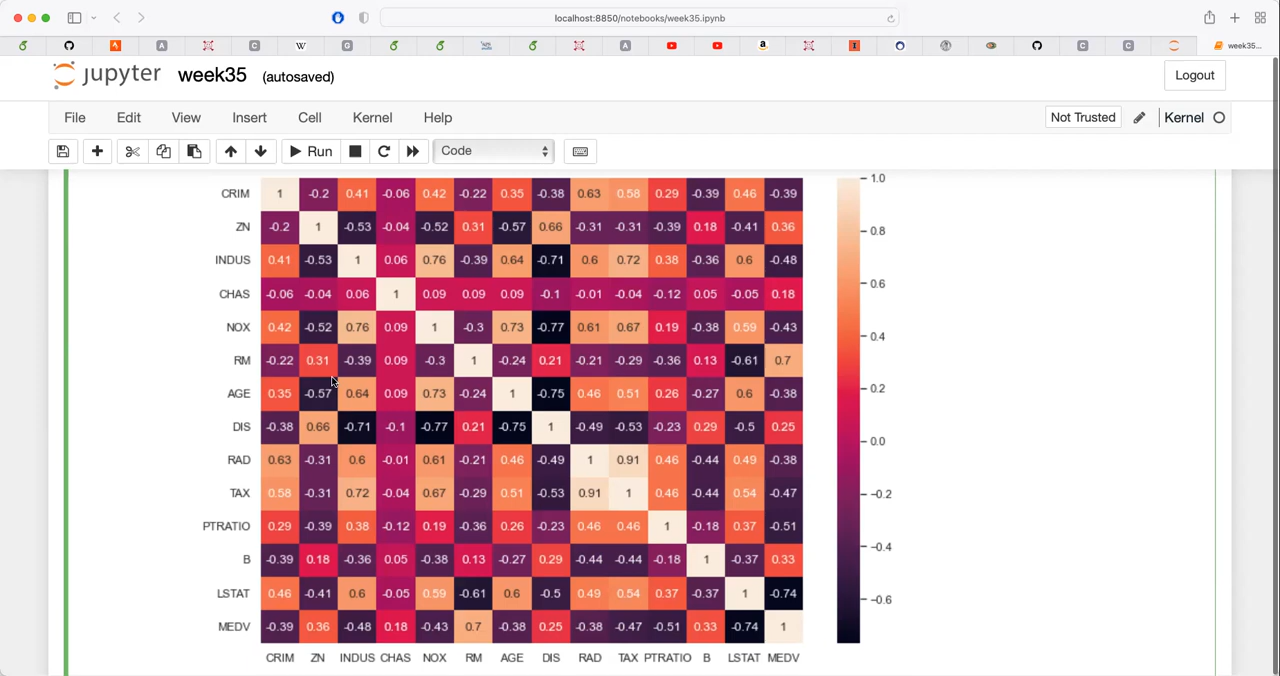 localhost:8850/notebooks/week35.ipynb
week35...
jupyter week35 (autosaved)
Logout
File Edit View Insert Cell Kernel Help
Not Trusted
Kernel
Run
Code
CRIM 1 -0.2 0.41 -0.06 0.42 -0.22 0.35 -0.38 0.63 0.58 0.29 -0.39 0.46 -0.39
ZN -0.2 1 -0.53 -0.04 -0.52 0.31 -0.57 0.66 -0.31 -0.31 -0.39 0.18 -0.41 0.36
INDUS 0.41 -0.53 1 0.06 0.76 -0.39 0.64 -0.71 0.6 0.72 0.38 -0.36 0.6 -0.48
CHAS -0.06 -0.04 0.06 1 0.09 0.09 0.09 -0.1 -0.01 -0.04 -0.12 0.05 -0.05 0.18
NOX 0.42 -0.52 0.76 0.09 1 -0.3 0.73 -0.77 0.61 0.67 0.19 -0.38 0.59 -0.43
RM -0.22 0.31 -0.39 0.09 -0.3 1 -0.24 0.21 -0.21 -0.29 -0.36 0.13 -0.61 0.7
AGE 0.35 -0.57 0.64 0.09 0.73 -0.24 1 -0.75 0.46 0.51 0.26 -0.27 0.6 -0.38
DIS -0.38 0.66 -0.71 -0.1 -0.77 0.21 -0.75 1 -0.49 -0.53 -0.23 0.29 -0.5 0.25
RAD 0.63 -0.31 0.6 -0.01 0.61 -0.21 0.46 -0.49 1 0.91 0.46 -0.44 0.49 -0.38
TAX 0.58 -0.31 0.72 -0.04 0.67 -0.29 0.51 -0.53 0.91 1 0.46 -0.44 0.54 -0.47
PTRATIO 0.29 -0.39 0.38 -0.12 0.19 -0.36 0.26 -0.23 0.46 0.46 1 -0.18 0.37 -0.51
B -0.39 0.18 -0.36 0.05 -0.38 0.13 -0.27 0.29 -0.44 -0.44 -0.18 1 -0.37 0.33
LSTAT 0.46 -0.41 0.6 -0.05 0.59 -0.61 0.6 -0.5 0.49 0.54 0.37 -0.37 1 -0.74
MEDV -0.39 0.36 -0.48 0.18 -0.43 0.7 -0.38 0.25 -0.38 -0.47 -0.51 0.33 -0.74 1
CRIM ZN INDUS CHAS NOX RM AGE DIS RAD TAX PTRATIO B LSTAT MEDV
1.0
0.8
0.6
0.4
0.2
0.0
-0.2
-0.4
-0.6